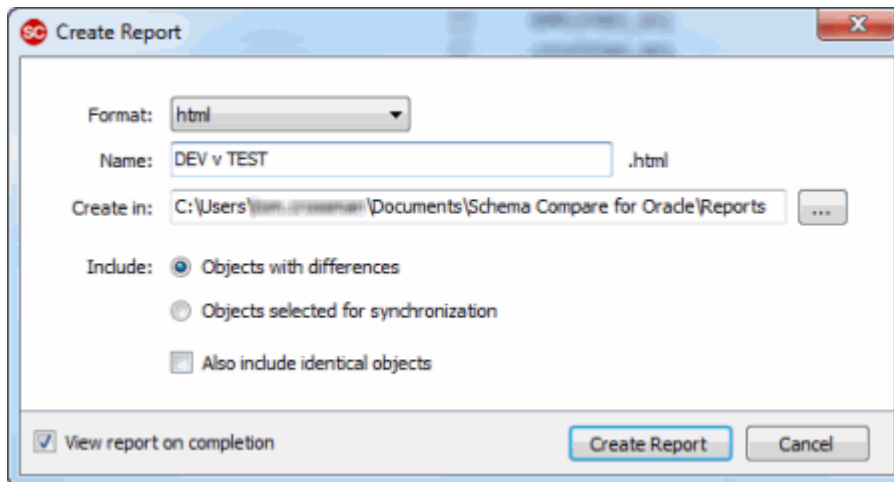 SC Create Report
Format: html
Name: DEV v TEST .html
Create in: C:\Users\ \Documents\Schema Compare for Oracle\Reports ...
Include: Objects with differences
Objects selected for synchronization
Also include identical objects
View report on completion Create Report Cancel